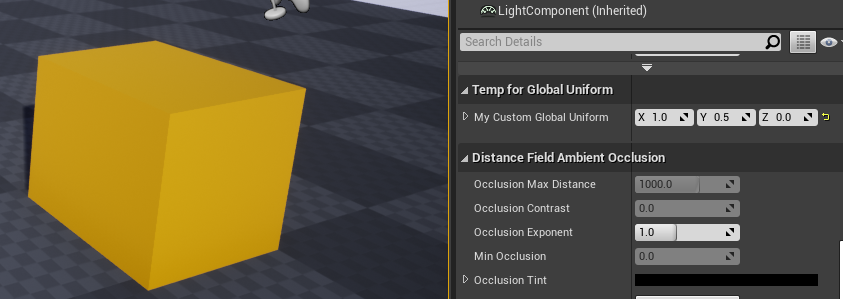 LightComponent (Inherited)
Search Details
Temp for Global Uniform
My Custom Global Uniform X 1.0 Y 0.5 Z 0.0
Distance Field Ambient Occlusion
Occlusion Max Distance 1000.0
Occlusion Contrast 0.0
Occlusion Exponent 1.0
Min Occlusion 0.0
Occlusion Tint